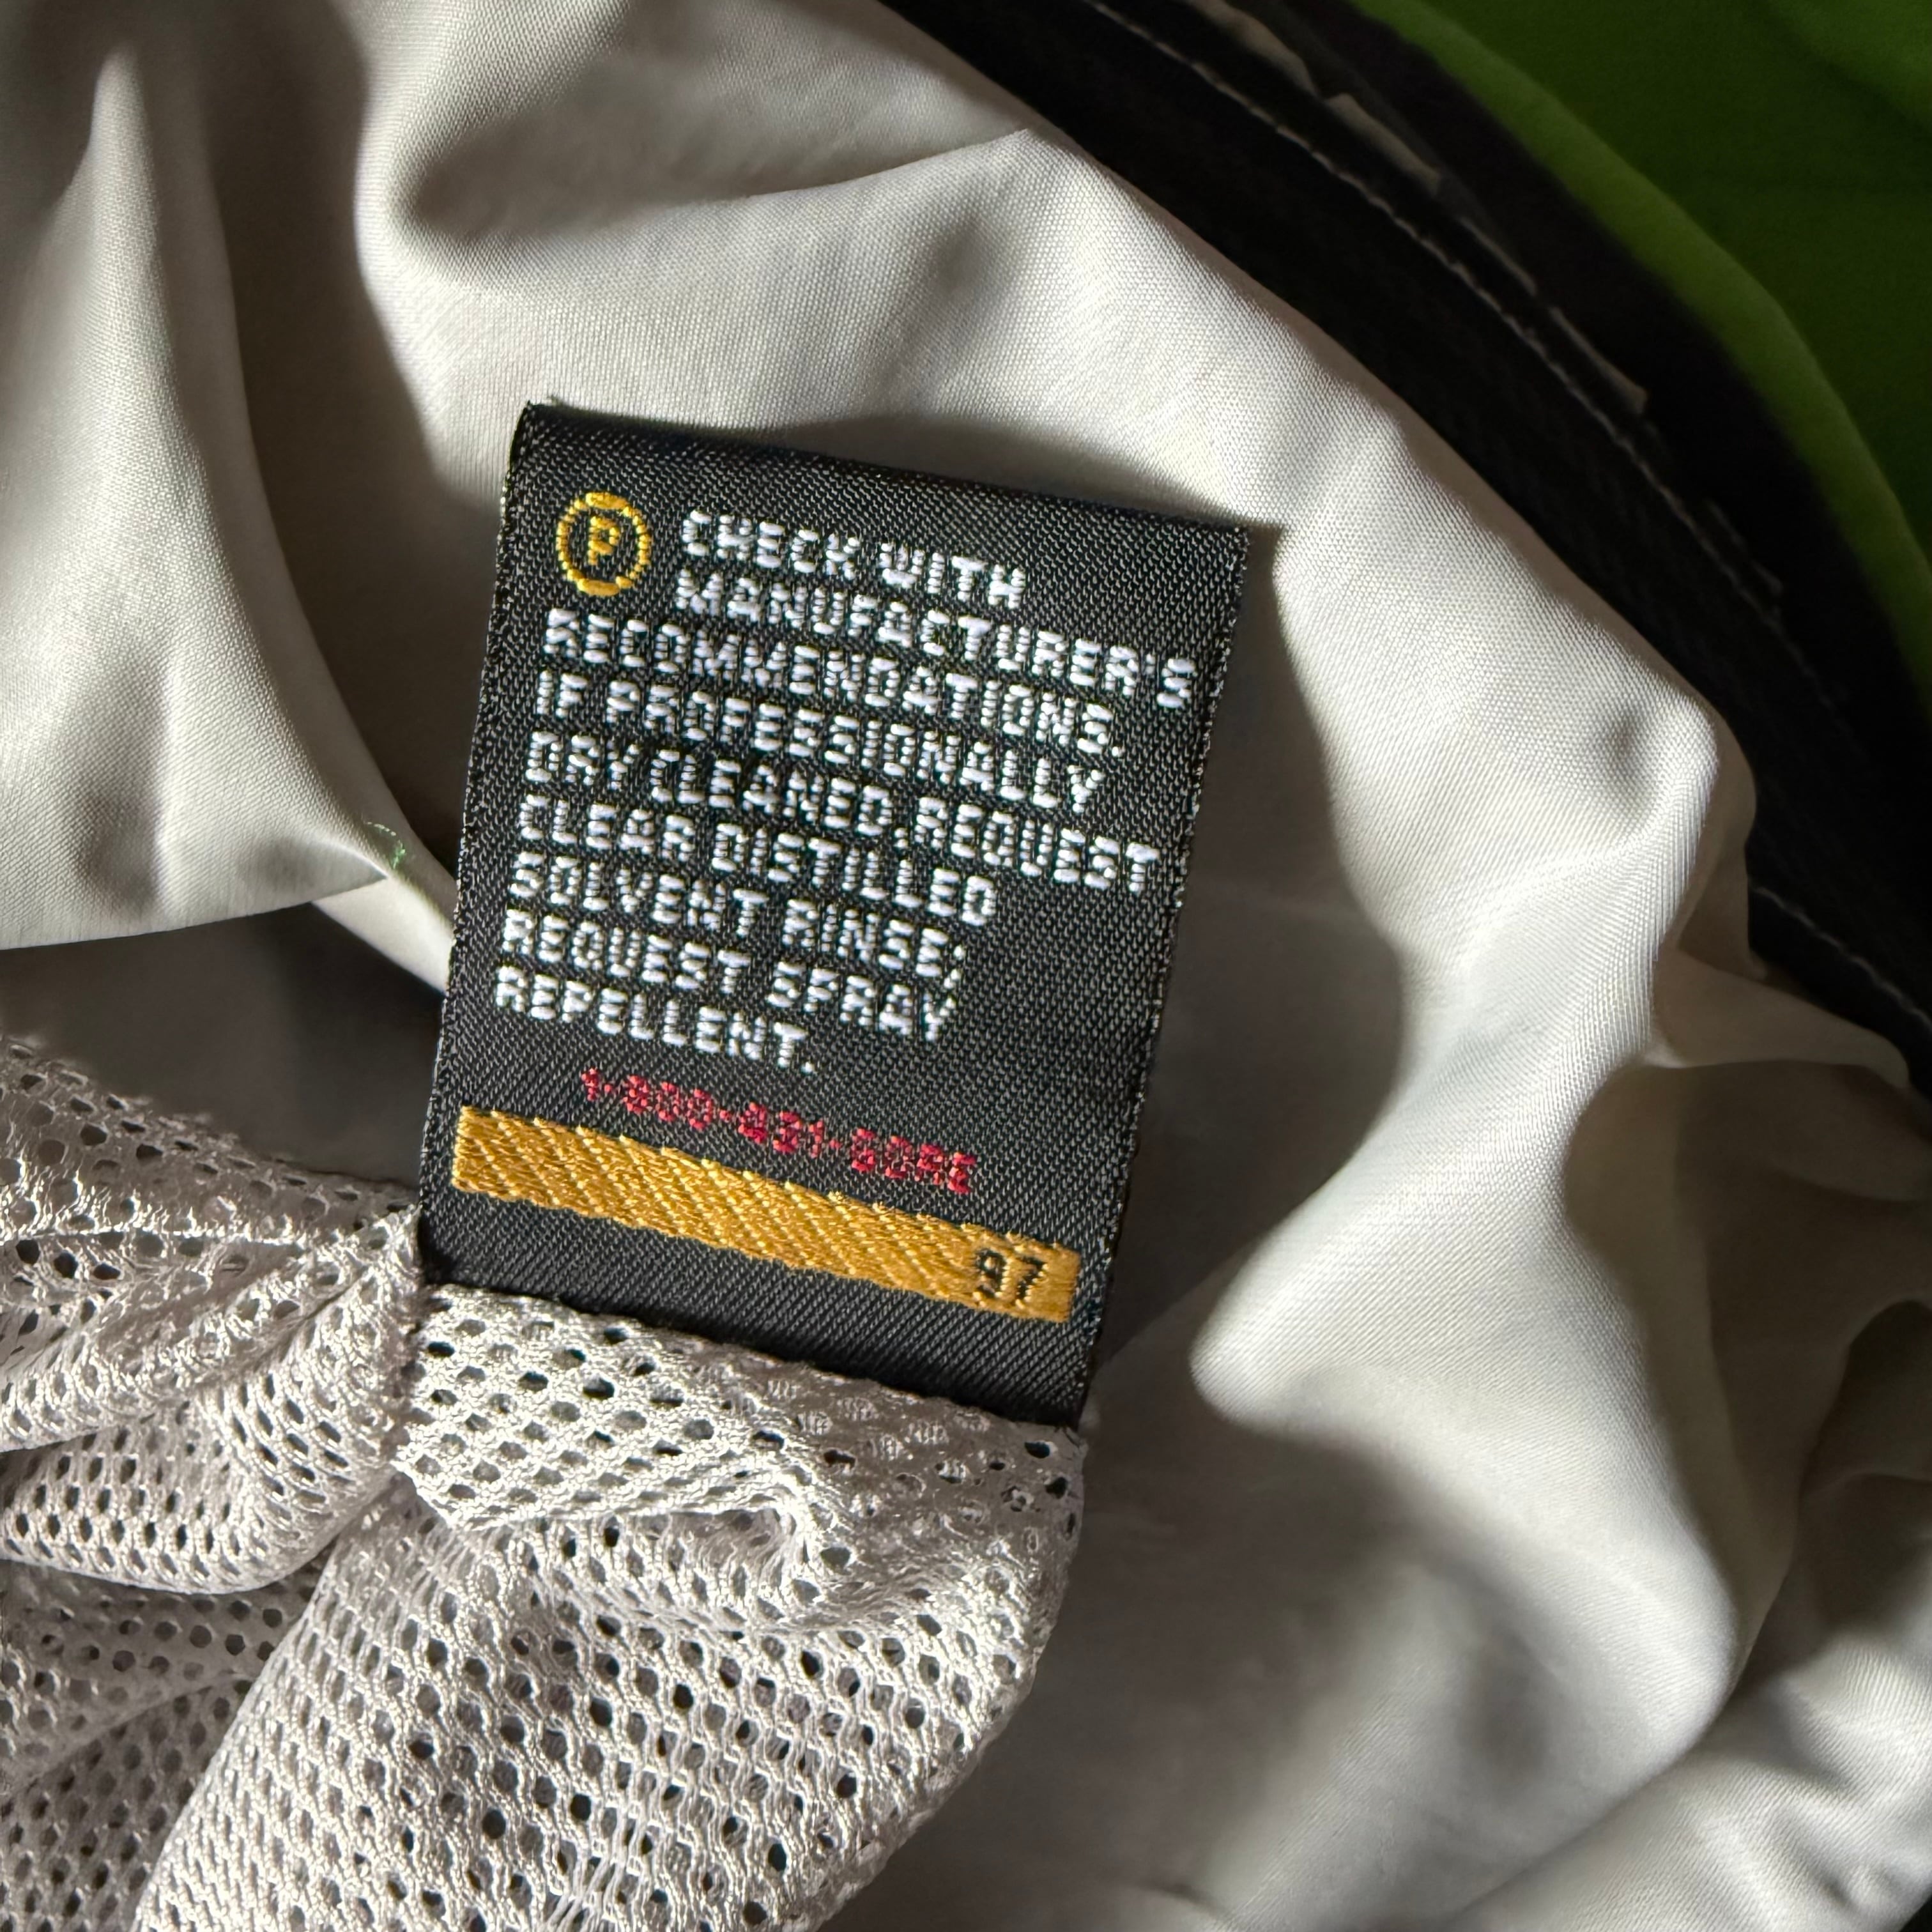 P CHECK WITH
MANUFACTURER'S
RECOMMENDATIONS.
IF PROFESSIONALLY
DRY CLEANED, REQUEST
CLEAR DISTILLED
SOLVENT RINSE;
REQUEST SPRAY
REPELLENT.
1-800-431-GORE
97